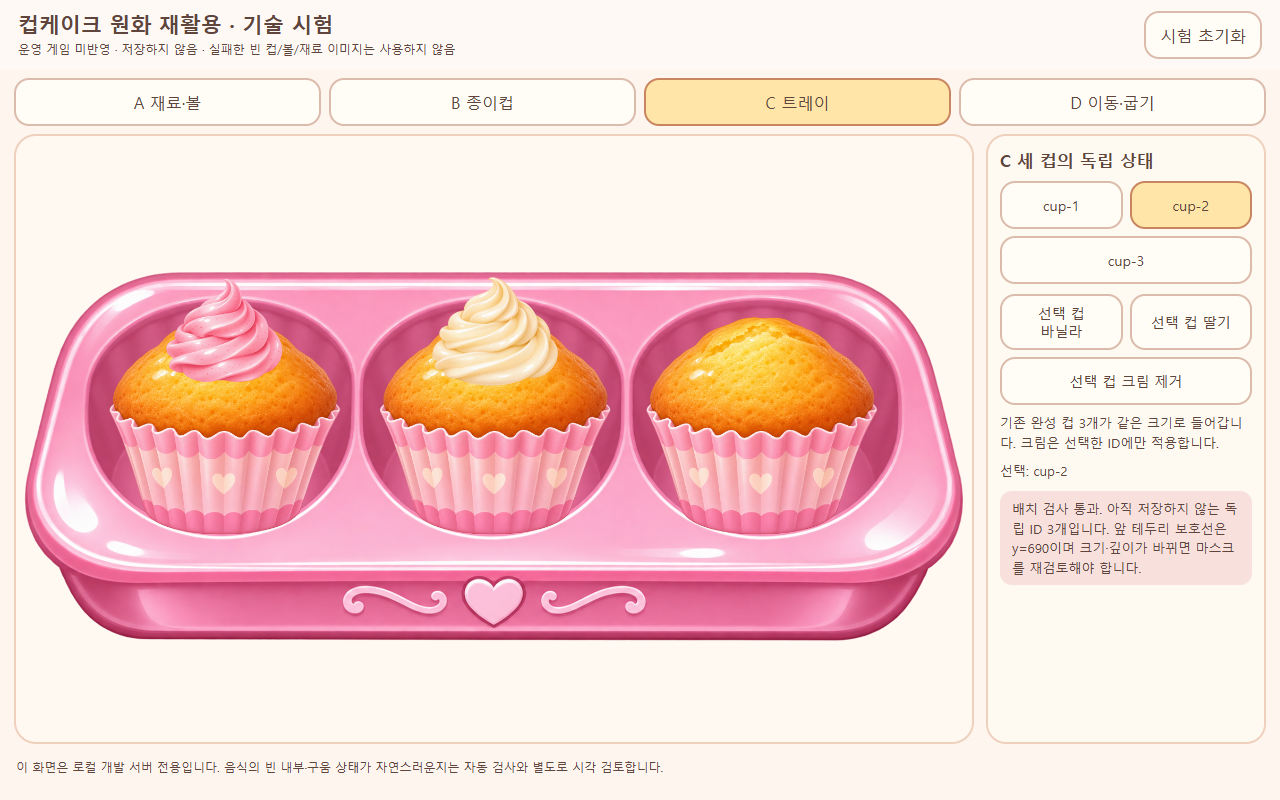 컵케이크 원화 재활용 · 기술 시험
운영 게임 미반영 · 저장하지 않음 · 실패한 빈 컵/볼/재료 이미지는 사용하지 않음
시험 초기화
A 재료·볼
B 종이컵
C 트레이
D 이동·굽기
C 세 컵의 독립 상태
cup-1
cup-2
cup-3
선택 컵
바닐라
선택 컵 딸기
선택 컵 크림 제거
기존 완성 컵 3개가 같은 크기로 들어갑니
다. 크림은 선택한 ID에만 적용합니다.
선택: cup-2
배치 검사 통과. 아직 저장하지 않는 독
립 ID 3개입니다. 앞 테두리 보호선은
y=690이며 크기·깊이가 바뀌면 마스크
를 재검토해야 합니다.
이 화면은 로컬 개발 서버 전용입니다. 음식의 빈 내부·구움 상태가 자연스러운지는 자동 검사와 별도로 시각 검토합니다.